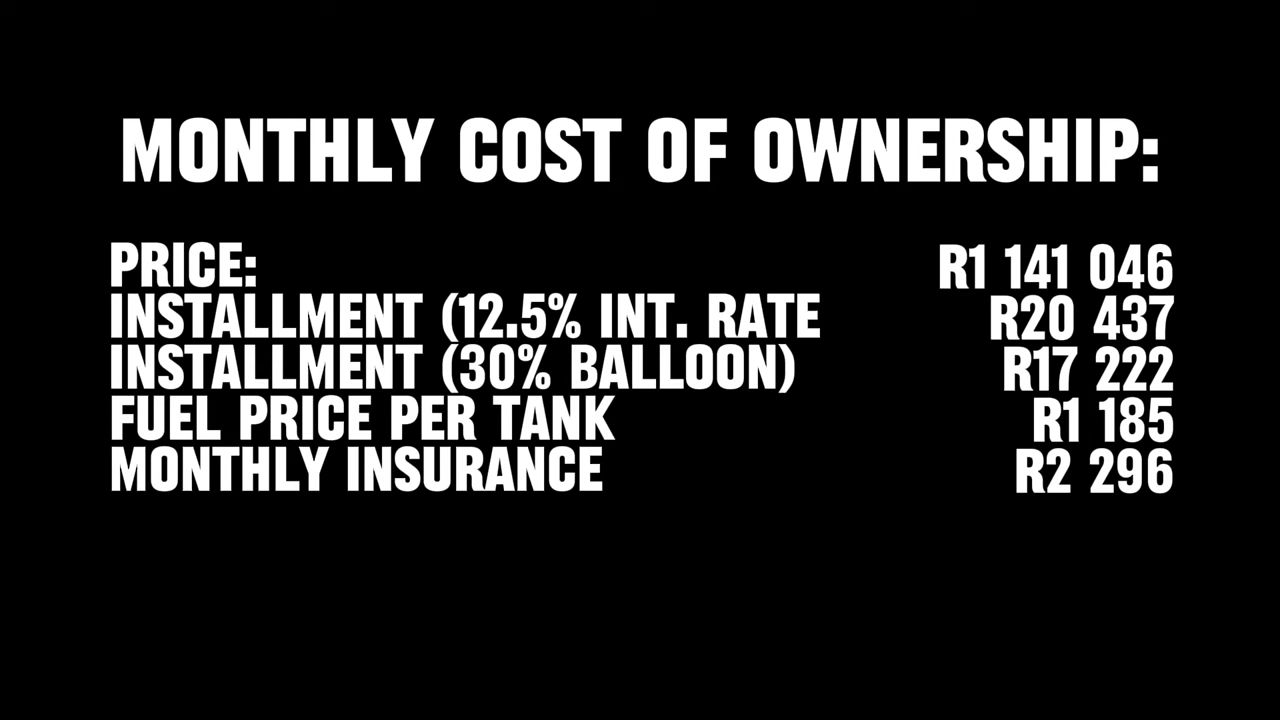 MONTHLY COST OF OWNERSHIP:
PRICE: R1 141 046
INSTALLMENT (12.5% INT. RATE R20 437
INSTALLMENT (30% BALLOON) R17 222
FUEL PRICE PER TANK R1 185
MONTHLY INSURANCE R2 296